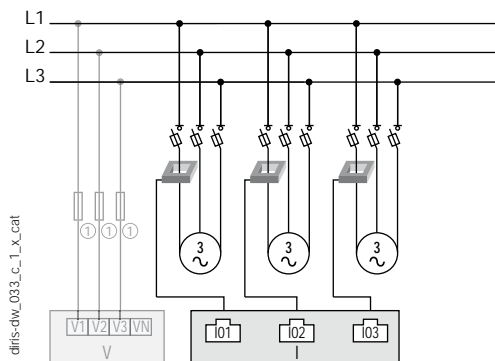 L1
L2
L3
① ① ①
3 3 3
∼ ∼ ∼
V1 V2 V3 VN
V
I01 I02 I03
I
diris-dw_033_c_1_x_cat